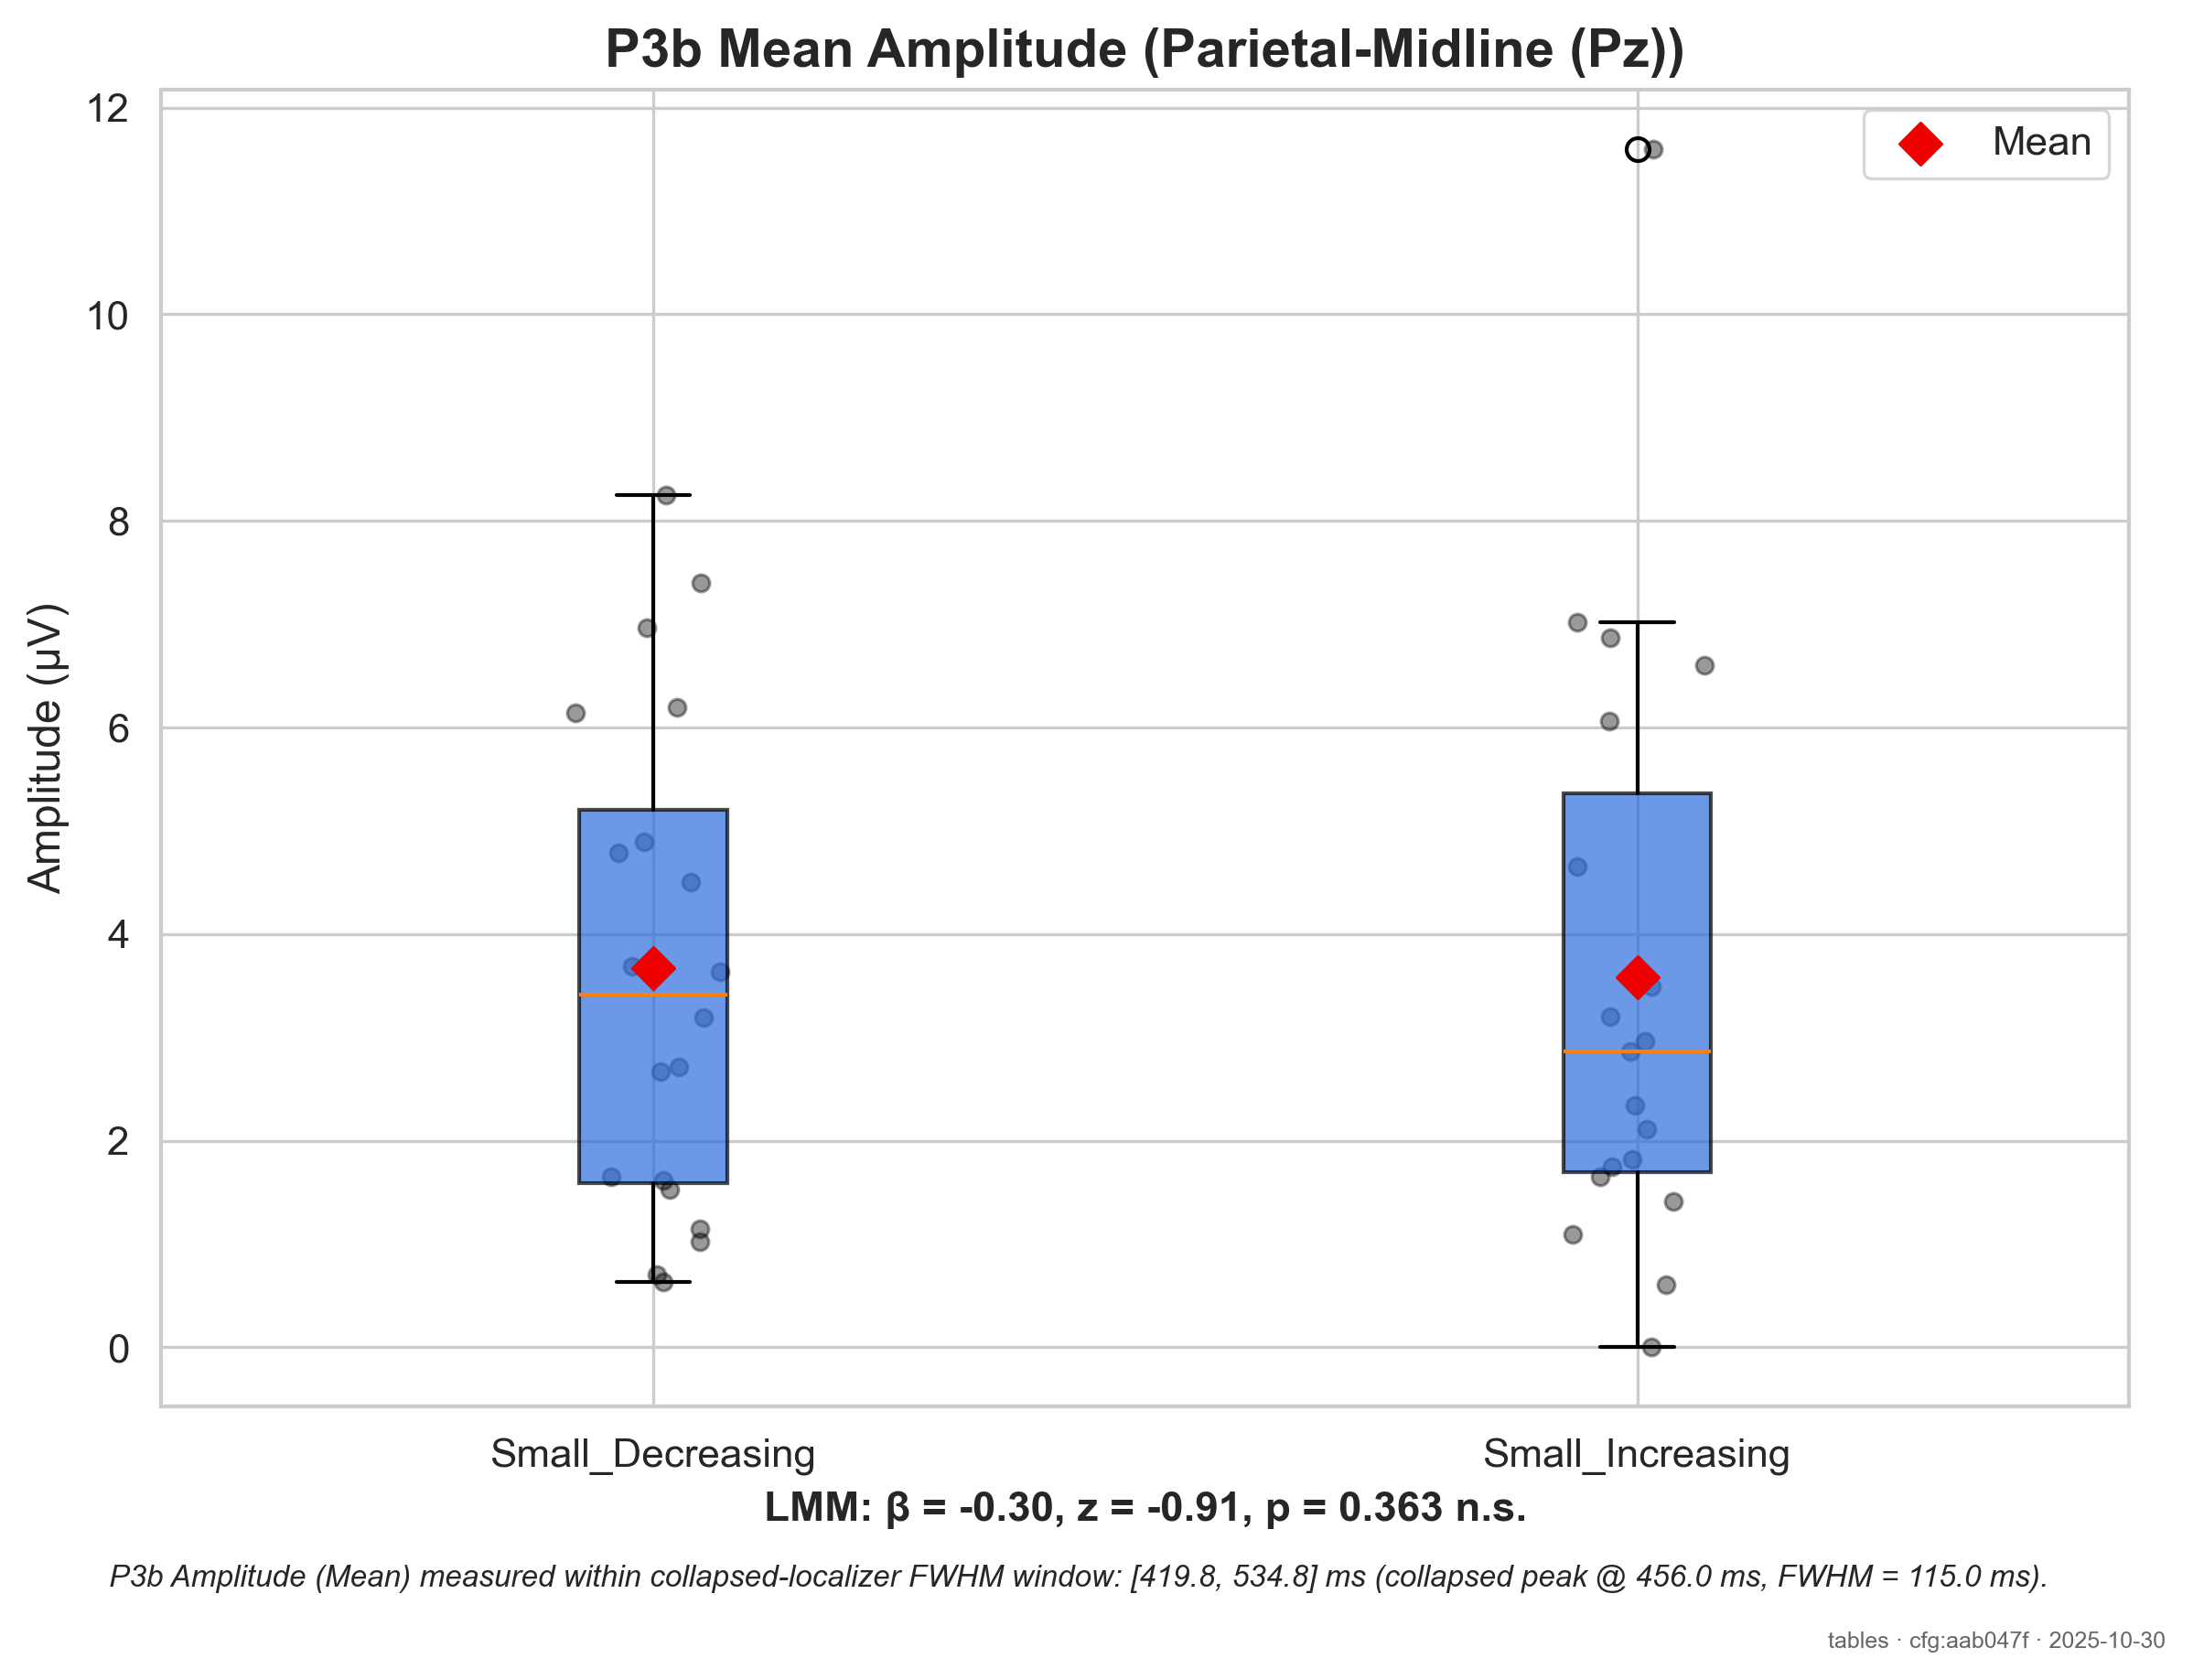 P3b Mean Amplitude (Parietal-Midline (Pz))
Mean
Amplitude (µV)
12
10
8
6
4
2
0
Small_Decreasing
Small_Increasing
LMM: β = -0.30, z = -0.91, p = 0.363 n.s.
P3b Amplitude (Mean) measured within collapsed-localizer FWHM window: [419.8, 534.8] ms (collapsed peak @ 456.0 ms, FWHM = 115.0 ms).
tables · cfg:aab047f · 2025-10-30